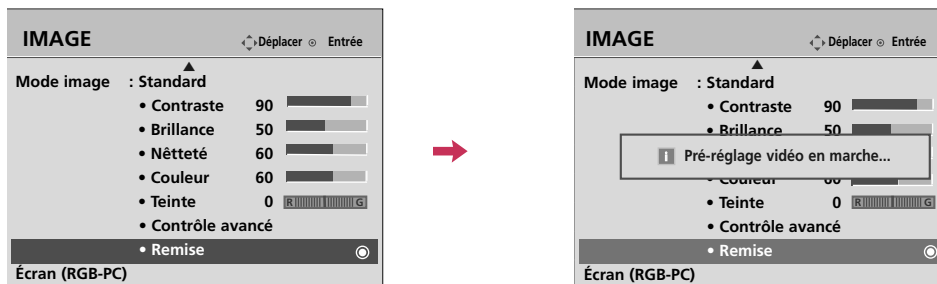 IMAGE
Déplacer Entrée
Mode image : Standard
• Contraste 90
• Brillance 50
• Nêtteté 60
• Couleur 60
• Teinte 0 R G
• Contrôle avancé
• Remise
Écran (RGB-PC)
IMAGE
Déplacer Entrée
Mode image : Standard
• Contraste 90
• Brillance 50
i Pré-réglage vidéo en marche...
• Couleur 60
• Teinte 0 R G
• Contrôle avancé
• Remise
Écran (RGB-PC)